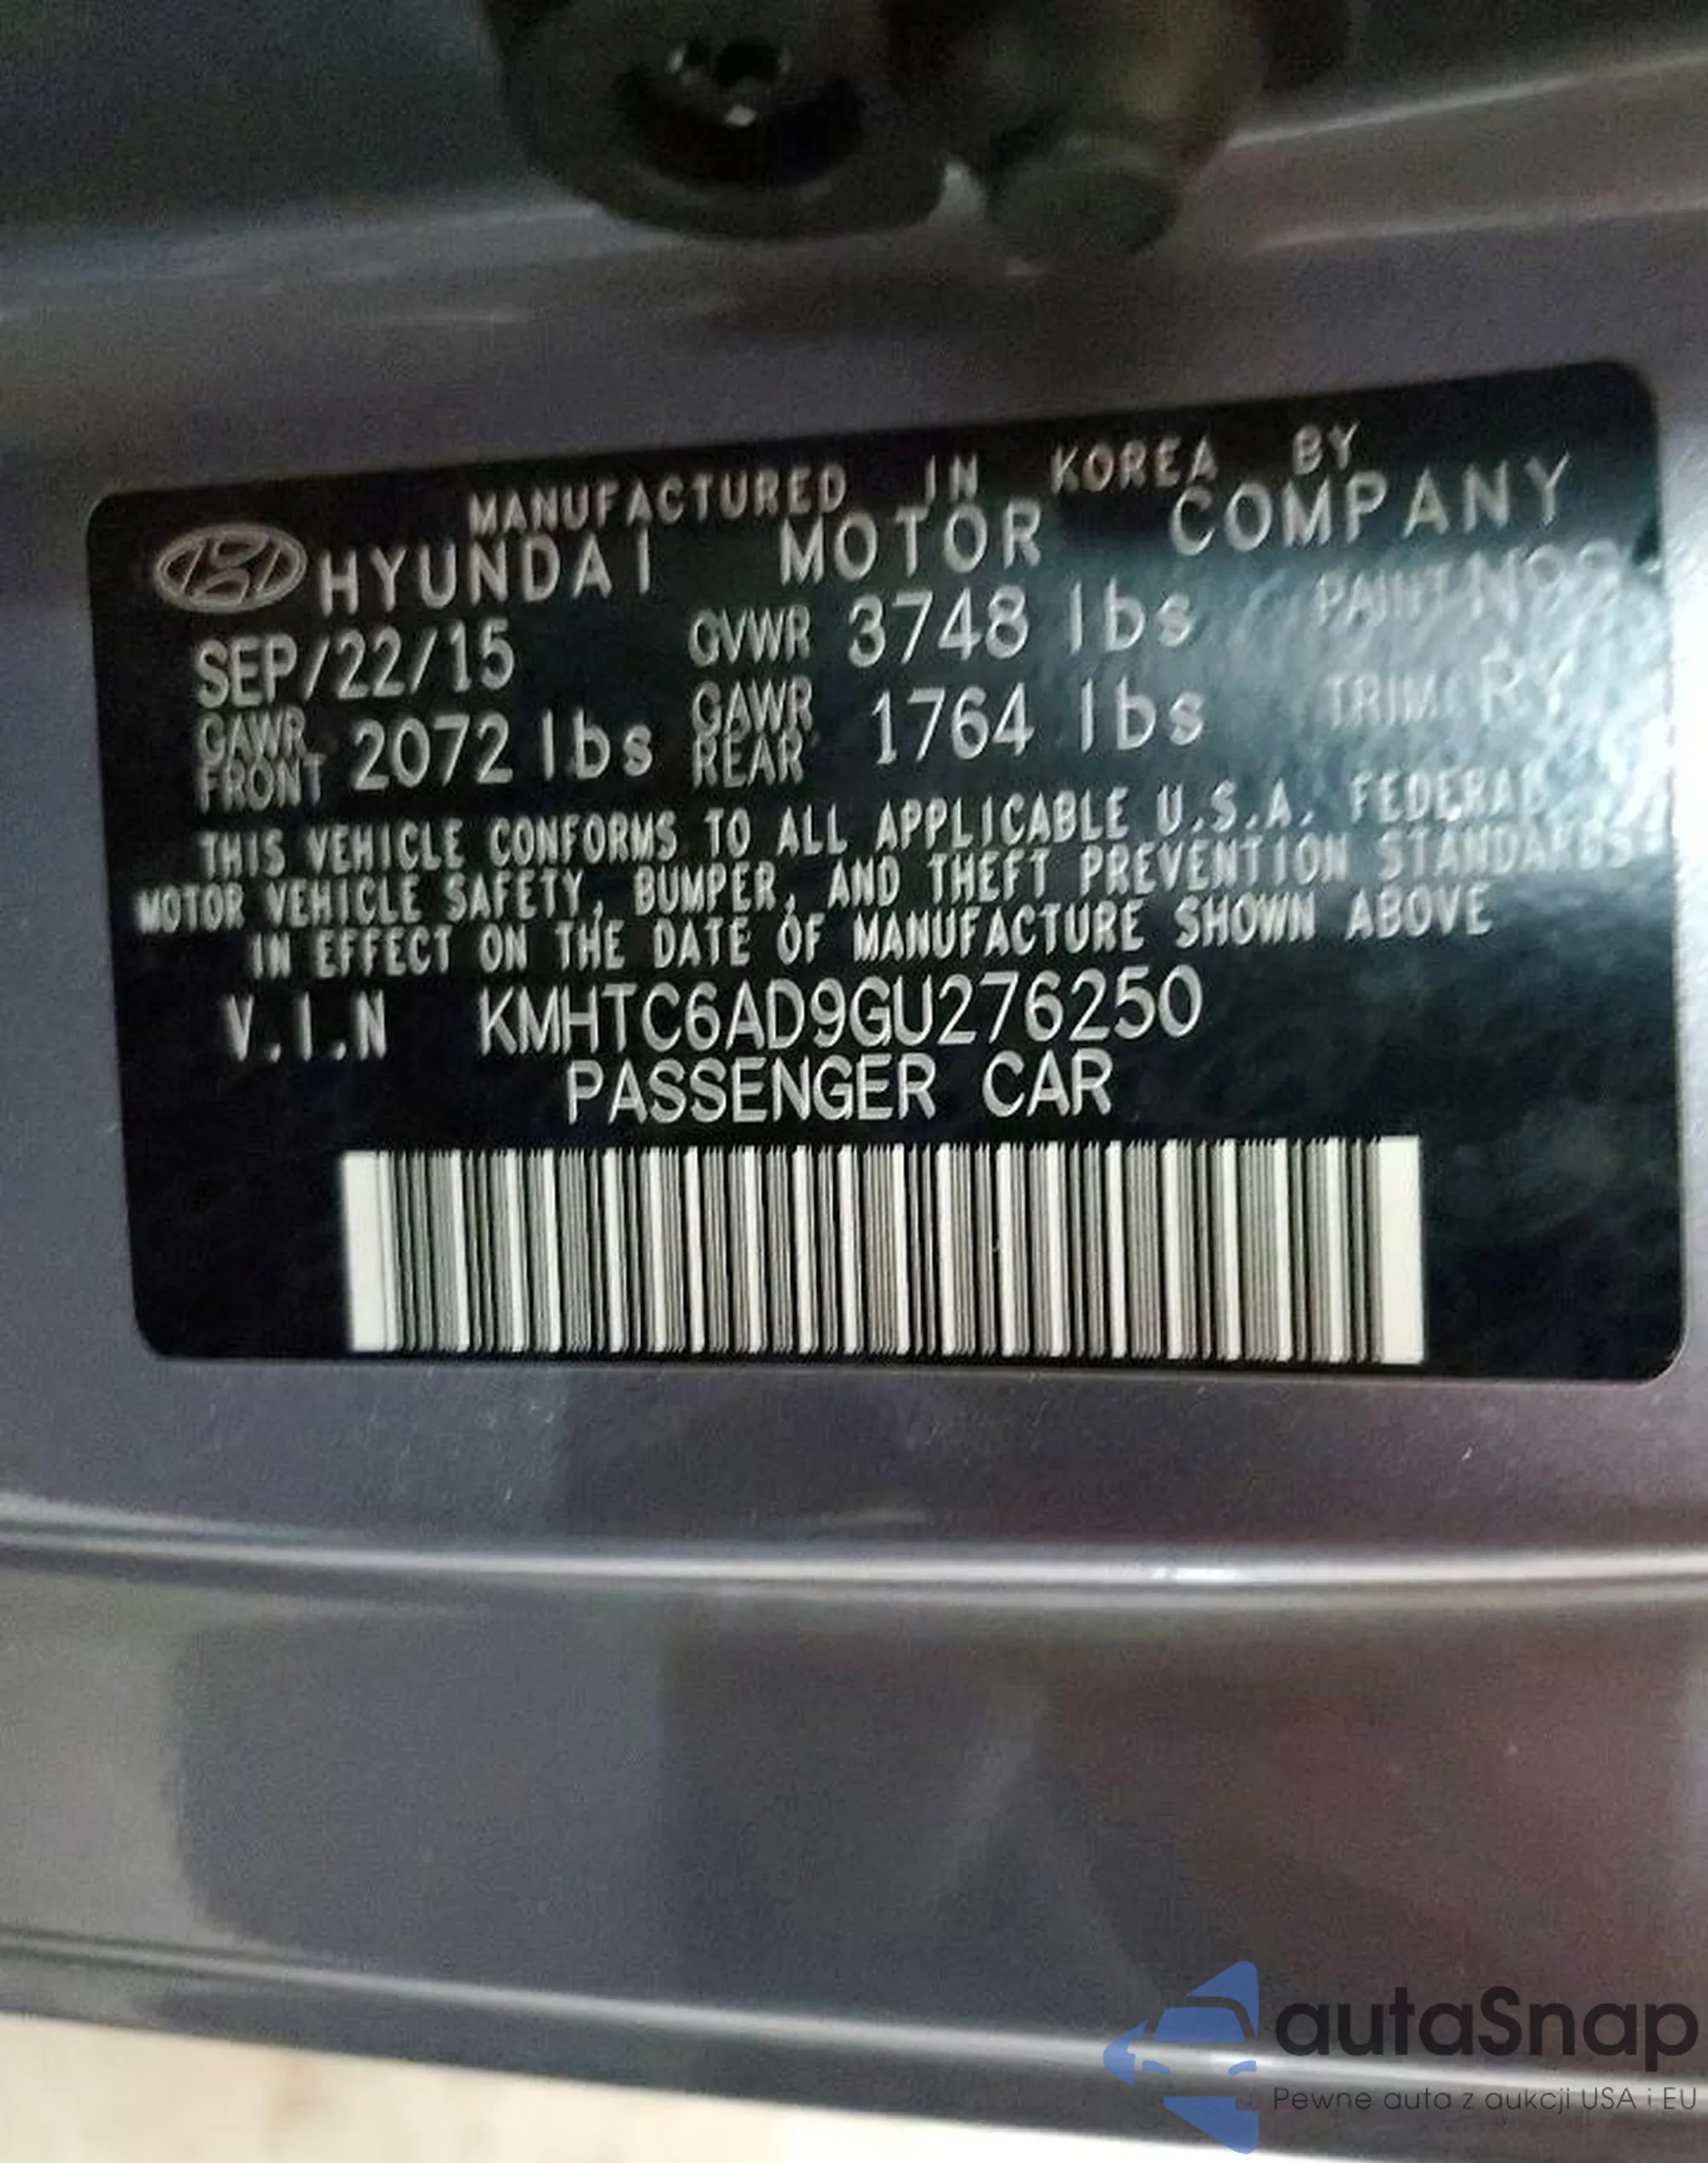 MANUFACTURED IN KOREA BY
HYUNDAI MOTOR COMPANY
SEP/22/15 GVWR 3748 lbs PAINT
GAWR FRONT 2072 lbs GAWR REAR 1764 lbs TRIM: RY
THIS VEHICLE CONFORMS TO ALL APPLICABLE U.S.A. FEDERAL
MOTOR VEHICLE SAFETY, BUMPER, AND THEFT PREVENTION STANDARDS
IN EFFECT ON THE DATE OF MANUFACTURE SHOWN ABOVE
V.I.N KMHTC6AD9GU276250
PASSENGER CAR
autaSnap
Pewne auta z aukcji USA i EU